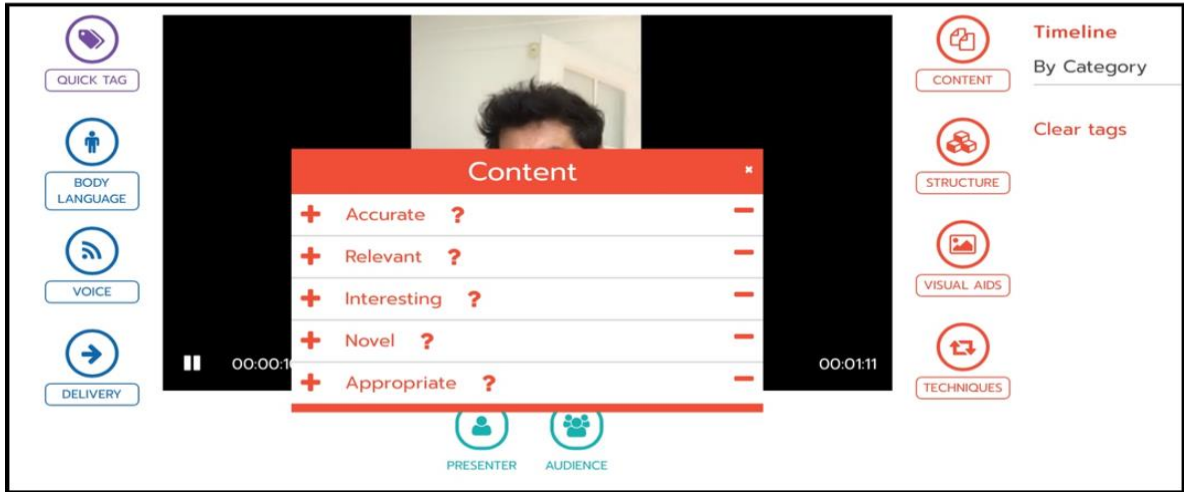 QUICK TAG
BODY
LANGUAGE
VOICE
DELIVERY
Content
Accurate ?
Relevant ?
Interesting ?
Novel ?
Appropriate ?
00:01:11
PRESENTER
AUDIENCE
CONTENT
STRUCTURE
VISUAL AIDS
TECHNIQUES
Timeline
By Category
Clear tags